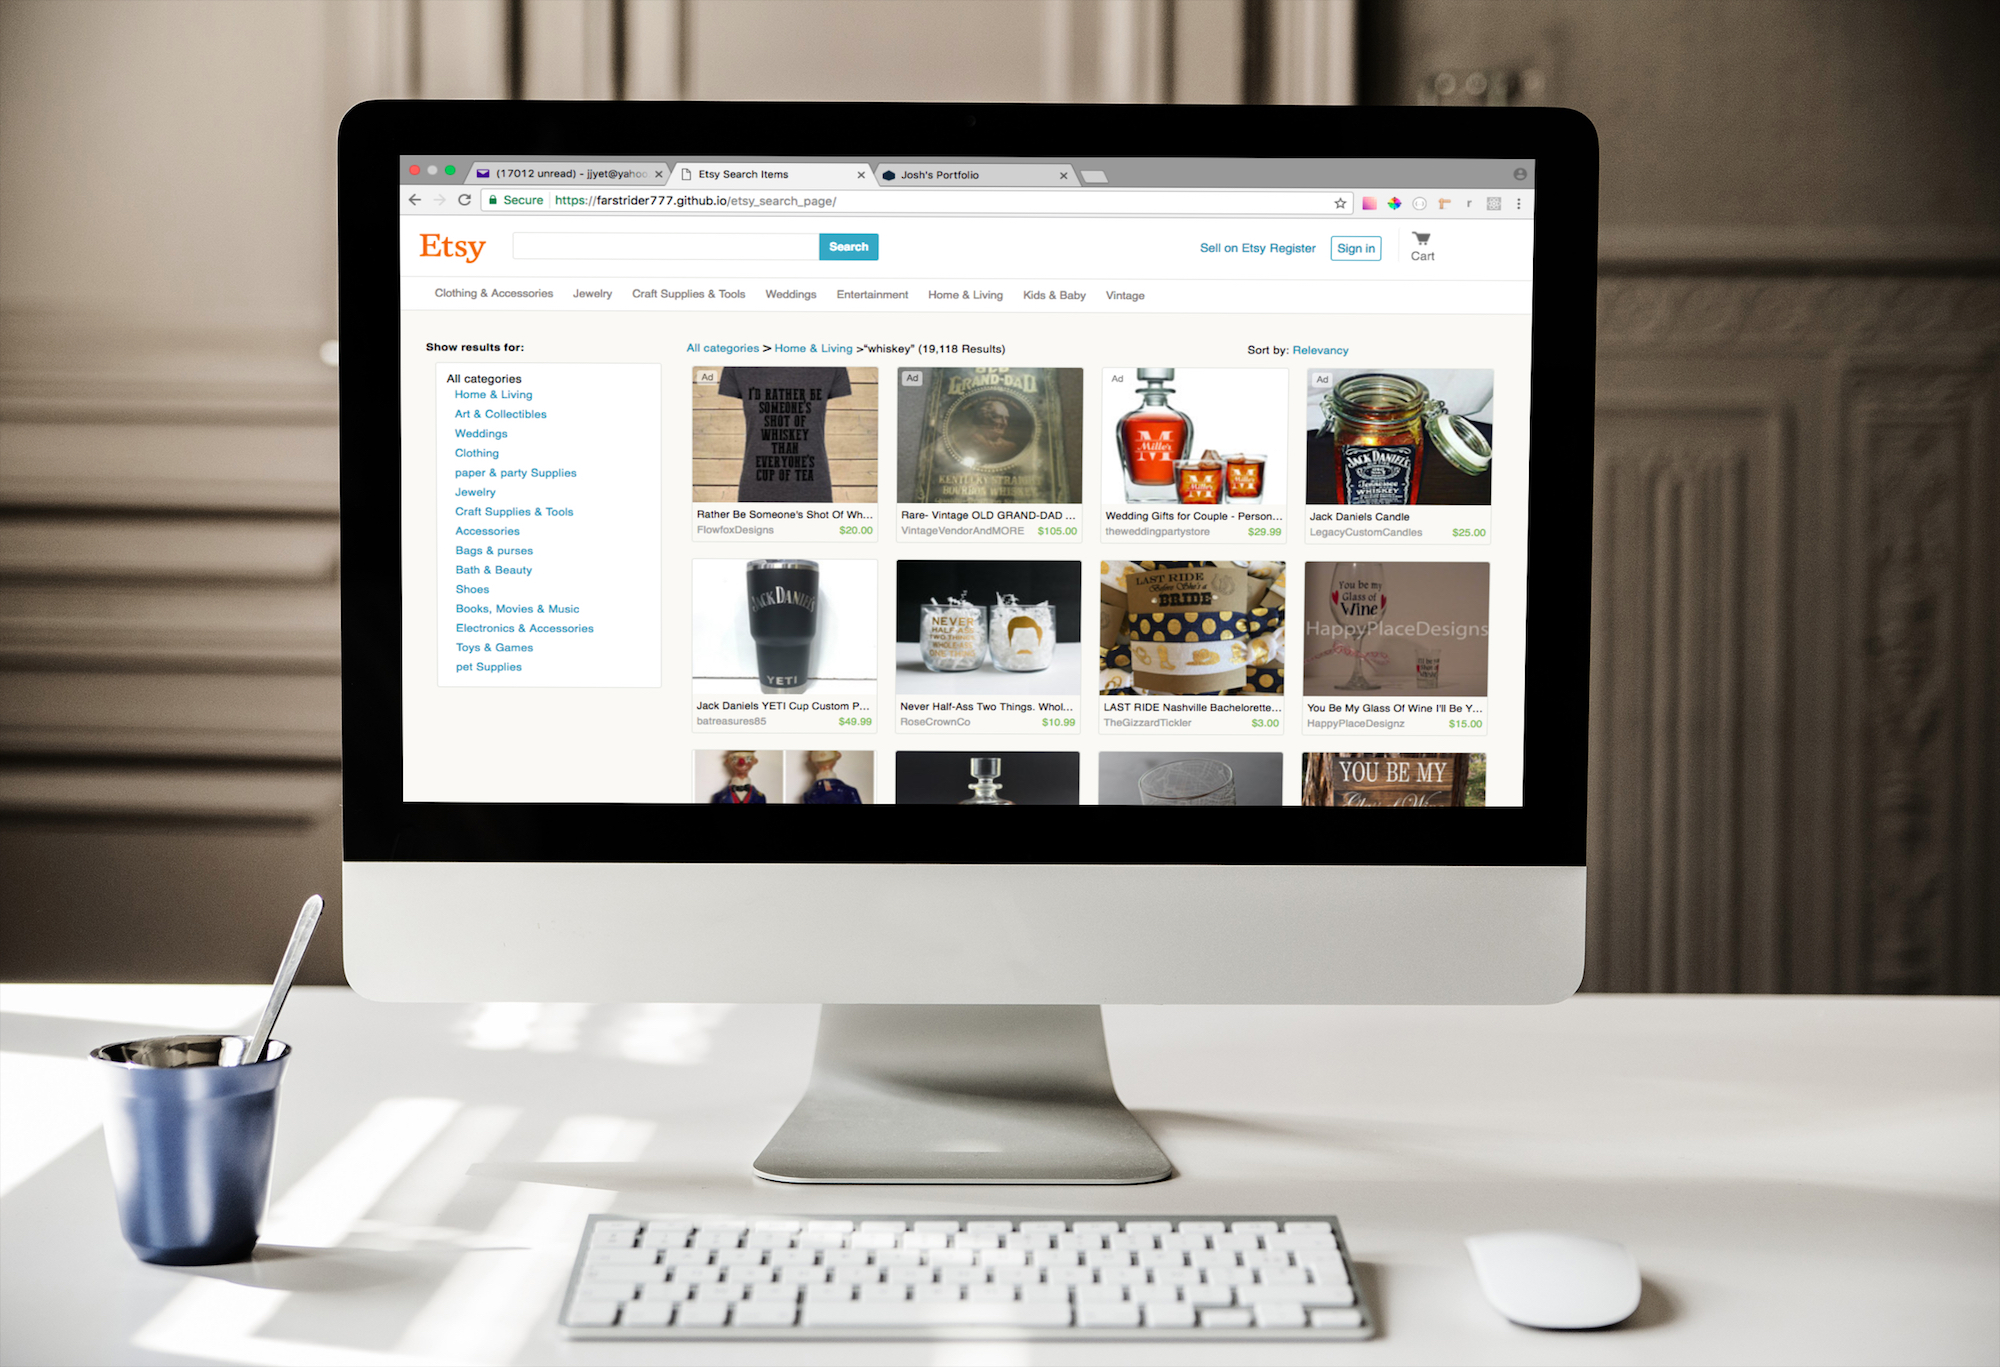 (17012 unread) - jjyet@yahoo
Etsy Search Items
Josh's Portfolio
Secure
https://farstrider777.github.io/etsy_search_page/
Etsy
Search
Sell on Etsy Register
Sign in
Cart
Clothing & Accessories
Jewelry
Craft Supplies & Tools
Weddings
Entertainment
Home & Living
Kids & Baby
Vintage
Show results for:
All categories
Home & Living
Art & Collectibles
Weddings
Clothing
paper & party Supplies
Jewelry
Craft Supplies & Tools
Accessories
Bags & purses
Bath & Beauty
Shoes
Books, Movies & Music
Electronics & Accessories
Toys & Games
pet Supplies
All categories > Home & Living >"whiskey" (19,118 Results)
Sort by: Relevancy
Ad
I'D RATHER BE
SOMEONE'S
SHOT OF
WHISKEY
THAN
EVERYONE'S
CUP OF TEA
Rather Be Someone's Shot Of Wh...
FlowfoxDesigns
$20.00
Ad
OLD
GRAND-DAD
KENTUCKY STRAIGHT
BOURBON WHISKEY
Rare- Vintage OLD GRAND-DAD ...
VintageVendorAndMORE
$105.00
Ad
M
Wedding Gifts for Couple - Person...
theweddingpartystore
$29.99
Ad
JACK DANIEL'S
Tennessee
WHISKEY
Jack Daniels Candle
LegacyCustomCandles
$25.00
JACK DANIEL'S
YETI
Jack Daniels YETI Cup Custom P...
batreasures85
$49.99
NEVER
HALF-ASS
TWO THINGS
WHOLE-ASS
ONE THING
Never Half-Ass Two Things. Whol...
RoseCrownCo
$10.99
LAST RIDE
Before She's a
BRIDE
LAST RIDE Nashville Bachelorette...
TheGizzardTickler
$3.00
You be my
Glass of
Wine
HappyPlaceDesigns
You Be My Glass Of Wine I'll Be Y...
HappyPlaceDesignz
$15.00
YOU BE MY
Glass of Wine